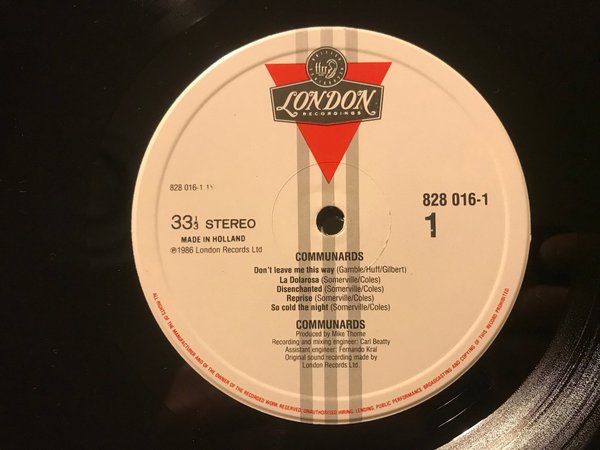 ffrr
LONDON
RECORDINGS
828 016-1 1Y
828 016-1
1
33⅓ STEREO
MADE IN HOLLAND
℗1986 London Records Ltd
COMMUNARDS
Don't leave me this way (Gamble/Huff/Gilbert)
La Dolarosa (Somerville/Coles)
Disenchanted (Somerville/Coles)
Reprise (Somerville/Coles)
So cold the night (Somerville/Coles)
COMMUNARDS
Produced by Mike Thorne
Recording and mixing engineer: Carl Beatty
Assistant engineer: Fernando Kral
Original sound recording made by
London Records Ltd
ALL RIGHTS OF THE MANUFACTURER AND OF THE OWNER OF THE RECORDED WORK RESERVED. UNAUTHORISED HIRING, LENDING, PUBLIC PERFORMANCE, BROADCASTING AND COPYING OF THIS RECORD PROHIBITED